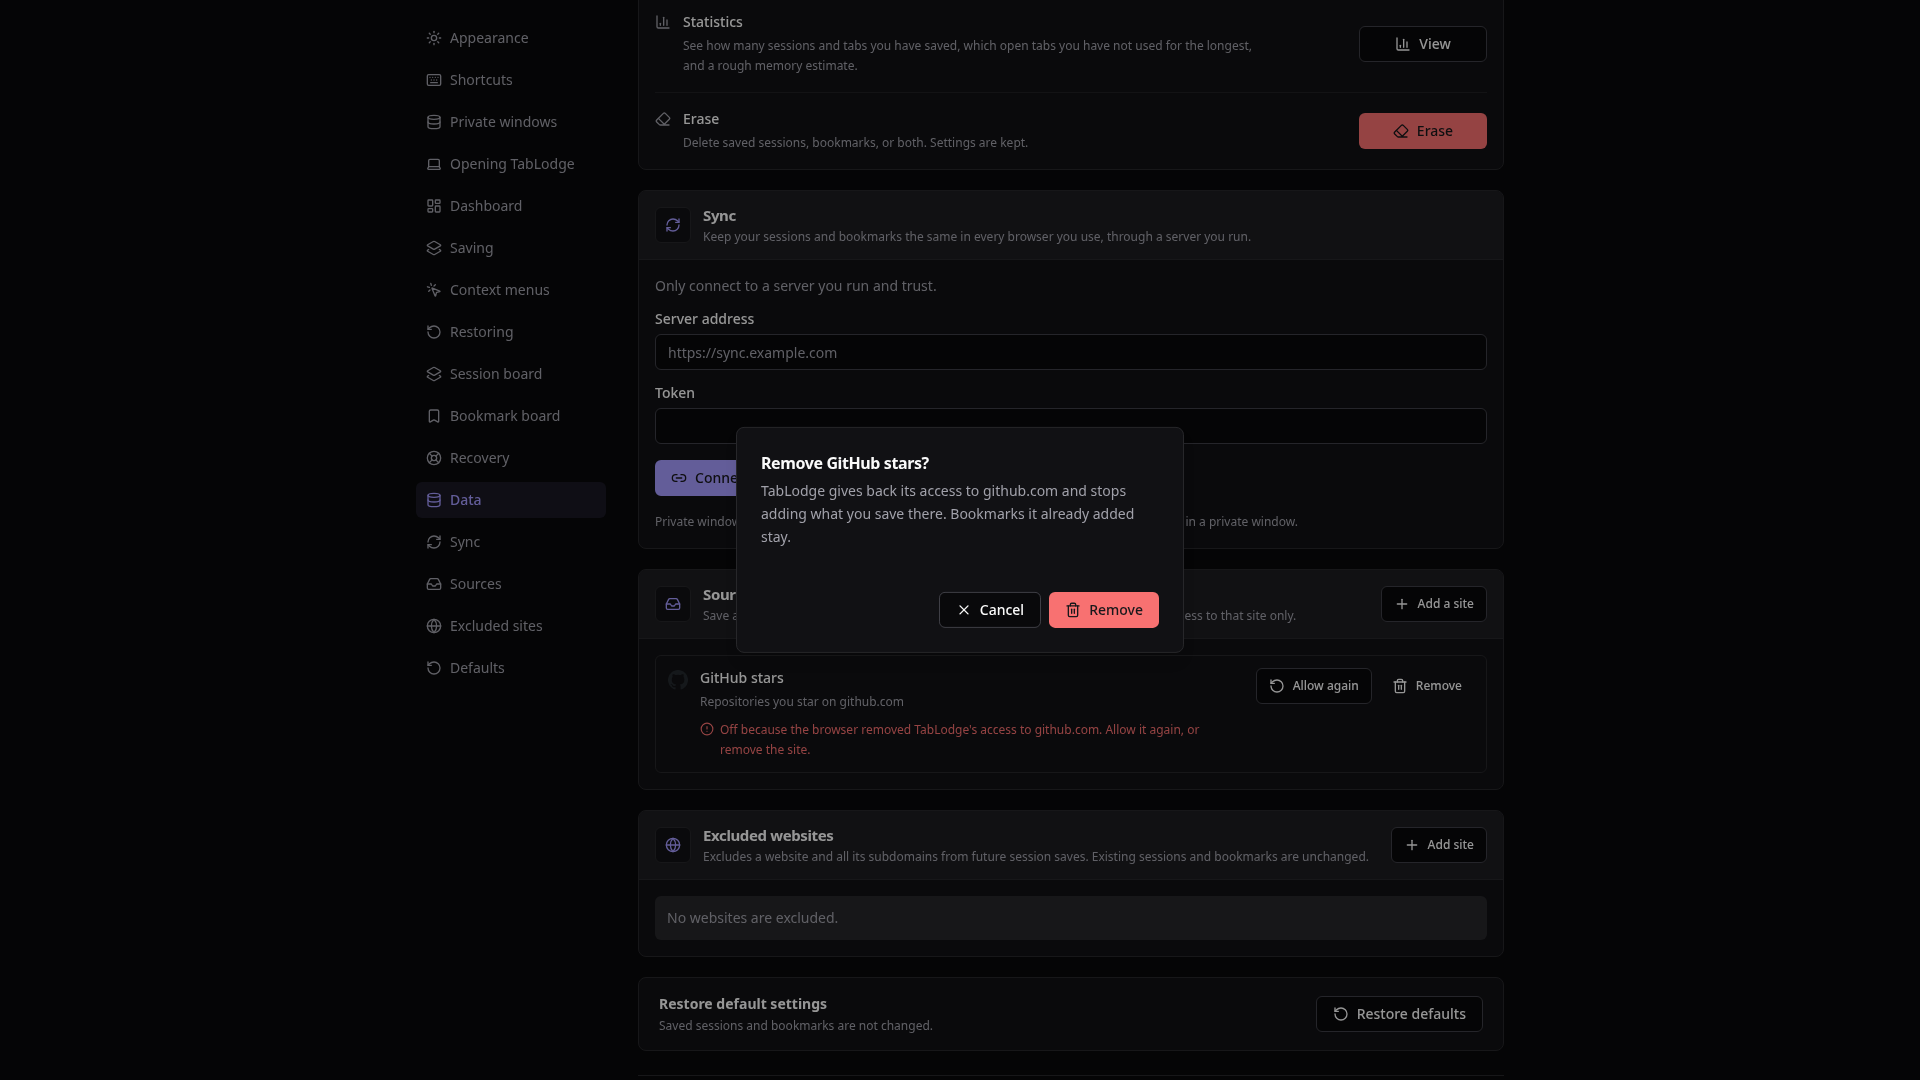 Appearance
Shortcuts
Private windows
Opening TabLodge
Dashboard
Saving
Context menus
Restoring
Session board
Bookmark board
Recovery
Data
Sync
Sources
Excluded sites
Defaults
Statistics
See how many sessions and tabs you have saved, which open tabs you have not used for the longest,
and a rough memory estimate.
View
Erase
Delete saved sessions, bookmarks, or both. Settings are kept.
Erase
Sync
Keep your sessions and bookmarks the same in every browser you use, through a server you run.
Only connect to a server you run and trust.
Server address
https://sync.example.com
Token
Remove GitHub stars?
TabLodge gives back its access to github.com and stops
adding what you save there. Bookmarks it already added
stay.
Cancel
Remove
Private
in a private window.
Save
to that site only.
Add a site
GitHub stars
Repositories you star on github.com
Off because the browser removed TabLodge's access to github.com. Allow it again, or
remove the site.
Allow again
Remove
Excluded websites
Excludes a website and all its subdomains from future session saves. Existing sessions and bookmarks are unchanged.
Add site
No websites are excluded.
Restore default settings
Saved sessions and bookmarks are not changed.
Restore defaults